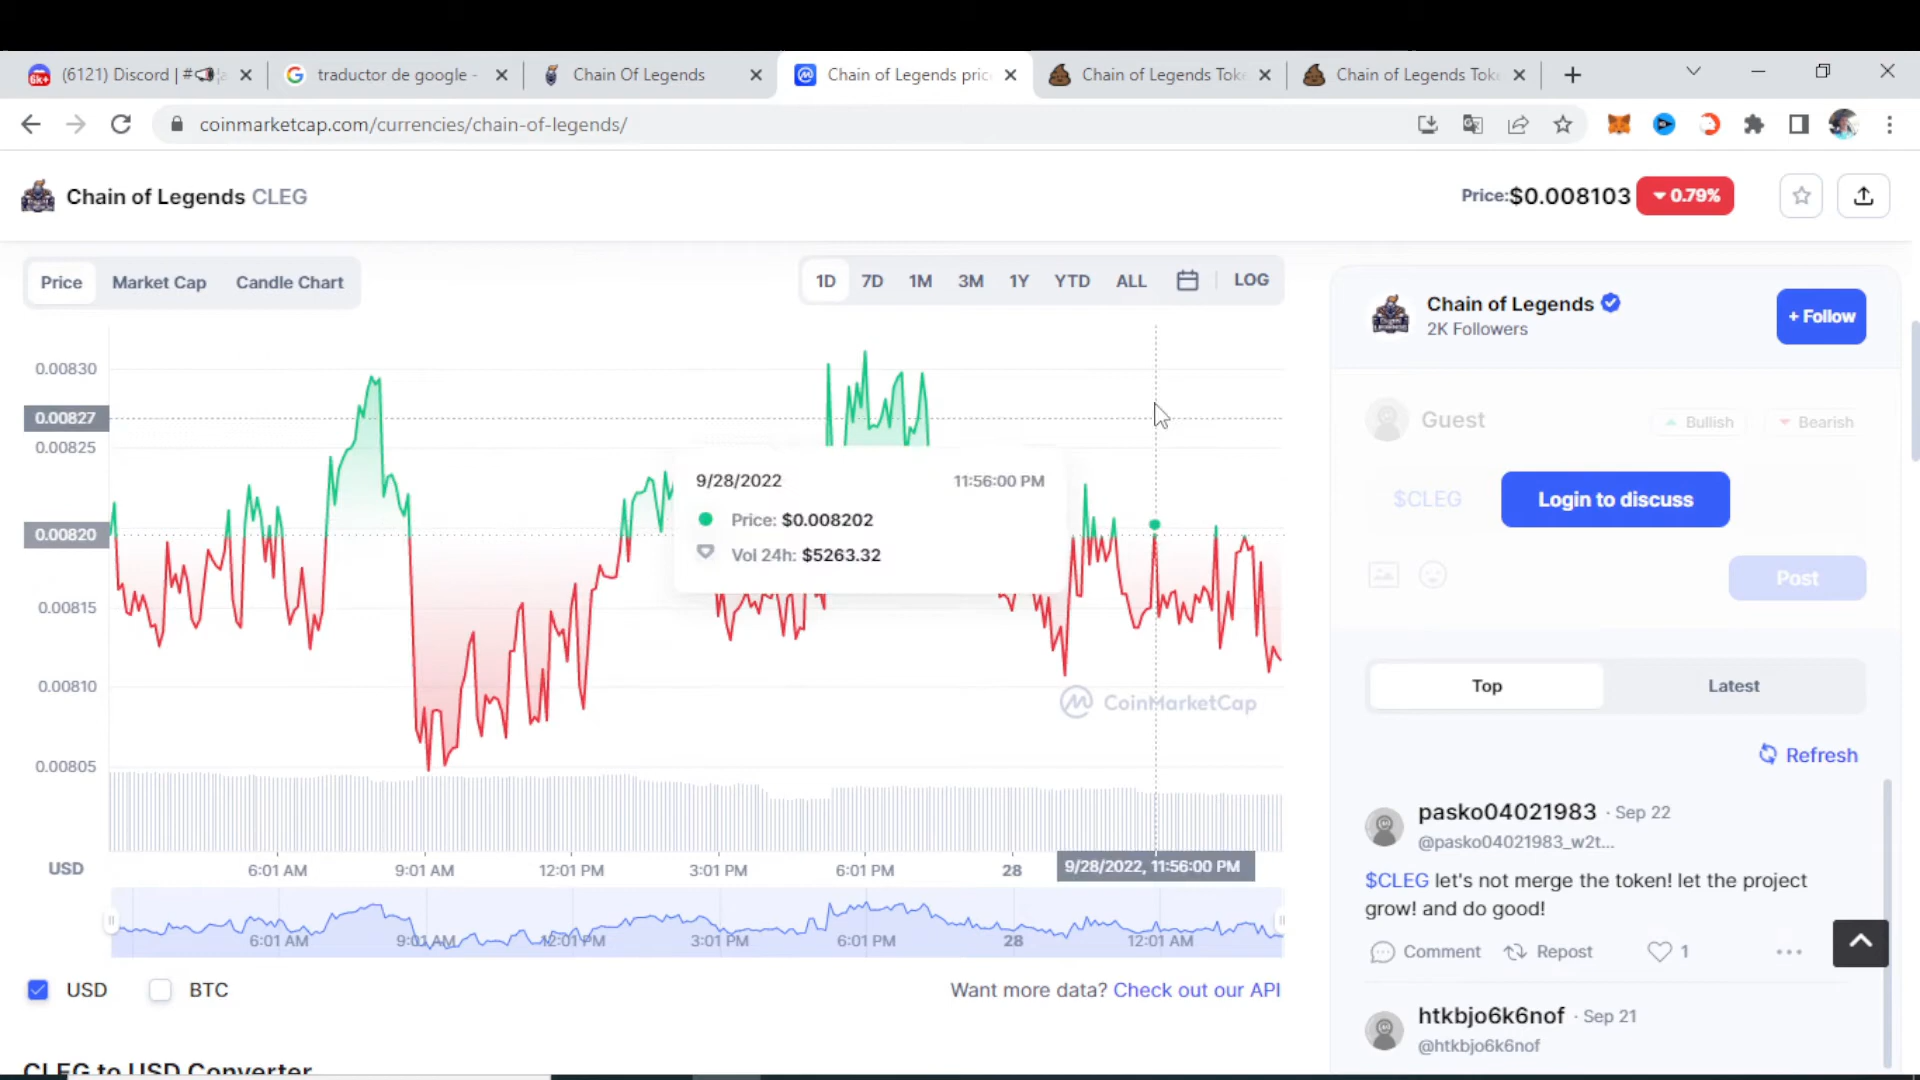 (6121) Discord | #
traductor de google -
Chain Of Legends
Chain of Legends pric
Chain of Legends Tok
Chain of Legends Tok
coinmarketcap.com/currencies/chain-of-legends/
Chain of Legends CLEG
Price:$0.008103
0.79%
Price
Market Cap
Candle Chart
1D
7D
1M
3M
1Y
YTD
ALL
LOG
0.00830
0.00827
0.00825
0.00820
0.00815
0.00810
0.00805
9/28/2022
11:56:00 PM
Price: $0.008202
Vol 24h: $5263.32
CoinMarketCap
USD
6:01 AM
9:01 AM
12:01 PM
3:01 PM
6:01 PM
28
9/28/2022, 11:56:00 PM
6:01 AM
9:01 AM
12:01 PM
3:01 PM
6:01 PM
28
12:01 AM
USD
BTC
Want more data? Check out our API
CLEG to USD Converter
Chain of Legends
2K Followers
+ Follow
Guest
Bullish
Bearish
$CLEG
Login to discuss
Post
Top
Latest
Refresh
pasko04021983 · Sep 22
@pasko04021983_w2t...
$CLEG let's not merge the token! let the project
grow! and do good!
Comment
Repost
1
htkbjo6k6nof · Sep 21
@htkbjo6k6nof